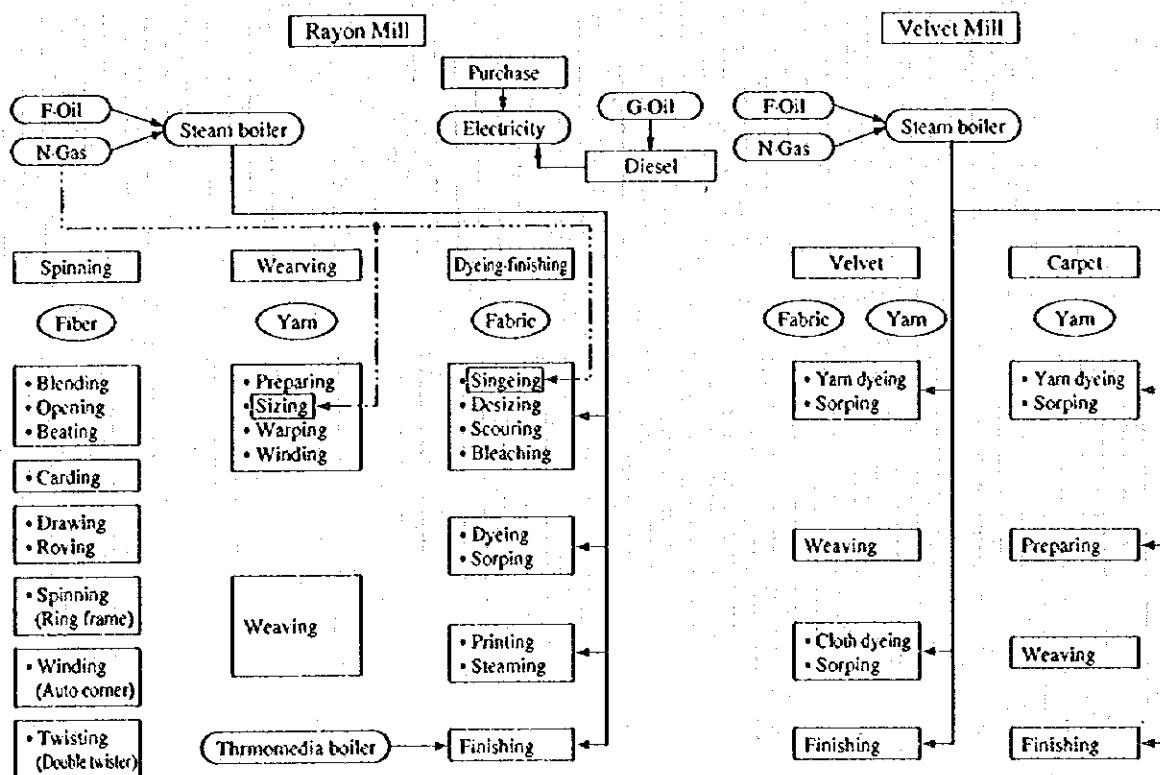 Rayon Mill
Velvet Mill
Purchase
F-Oil
N-Gas
Steam boiler
Electricity
G-Oil
Diesel
F-Oil
N-Gas
Steam boiler
Spinning
Wearving
Dyeing-finishing
Velvet
Carpet
Fiber
Yarn
Fabric
Fabric
Yarn
Yarn
• Blending
• Opening
• Beating
• Carding
• Drawing
• Roving
• Spinning
(Ring frame)
• Winding
(Auto corner)
• Twisting
(Double twister)
• Preparing
• Sizing
• Warping
• Winding
Weaving
Thrmomedia boiler
• Singeing
• Desizing
• Scouring
• Bleaching
• Dyeing
• Sorping
• Printing
• Steaming
Finishing
• Yarn dyeing
• Sorping
Weaving
• Cloth dyeing
• Sorping
Finishing
• Yarn dyeing
• Sorping
Preparing
Weaving
Finishing